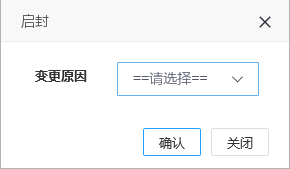 启封
变更原因 ==请选择==
确认 关闭